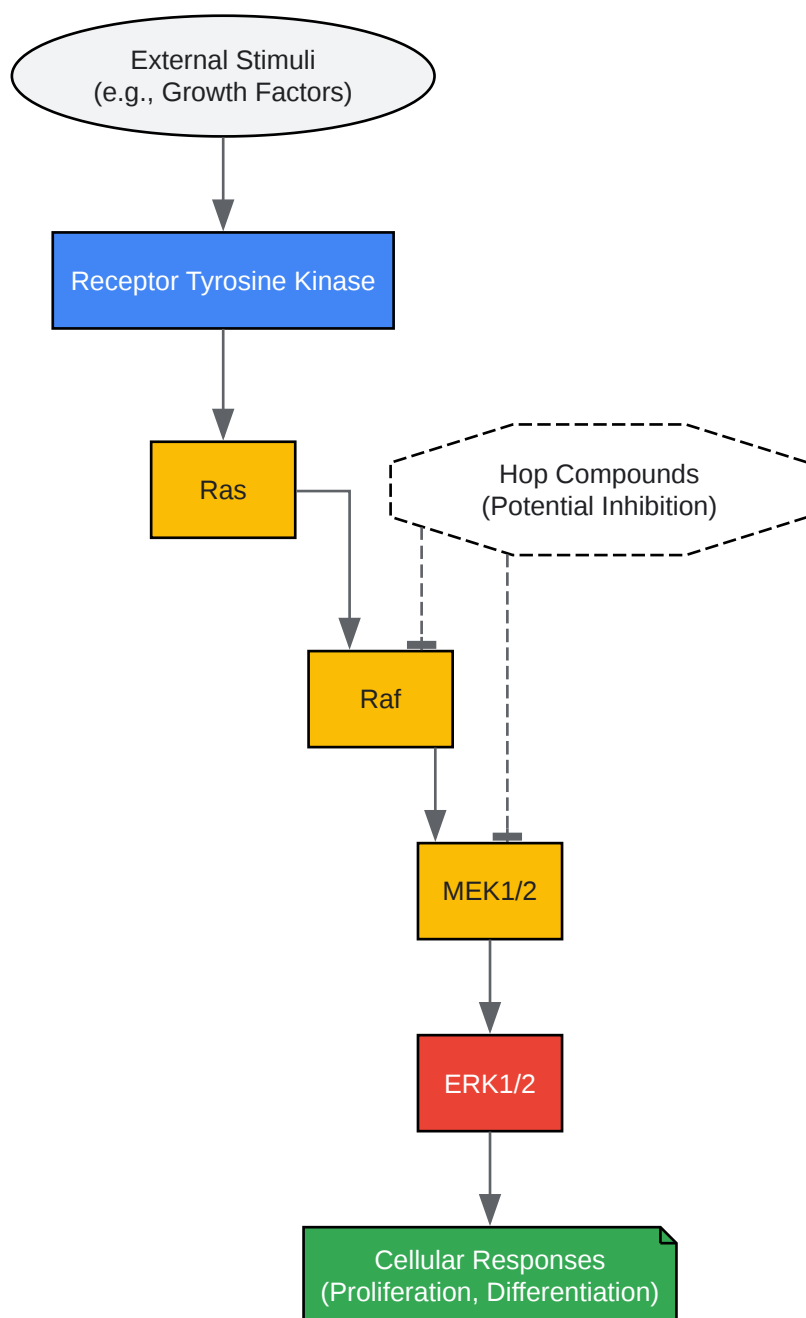 External Stimuli
(e.g., Growth Factors)
Receptor Tyrosine Kinase
Ras
Hop Compounds
(Potential Inhibition)
Raf
MEK1/2
ERK1/2
Cellular Responses
(Proliferation, Differentiation)